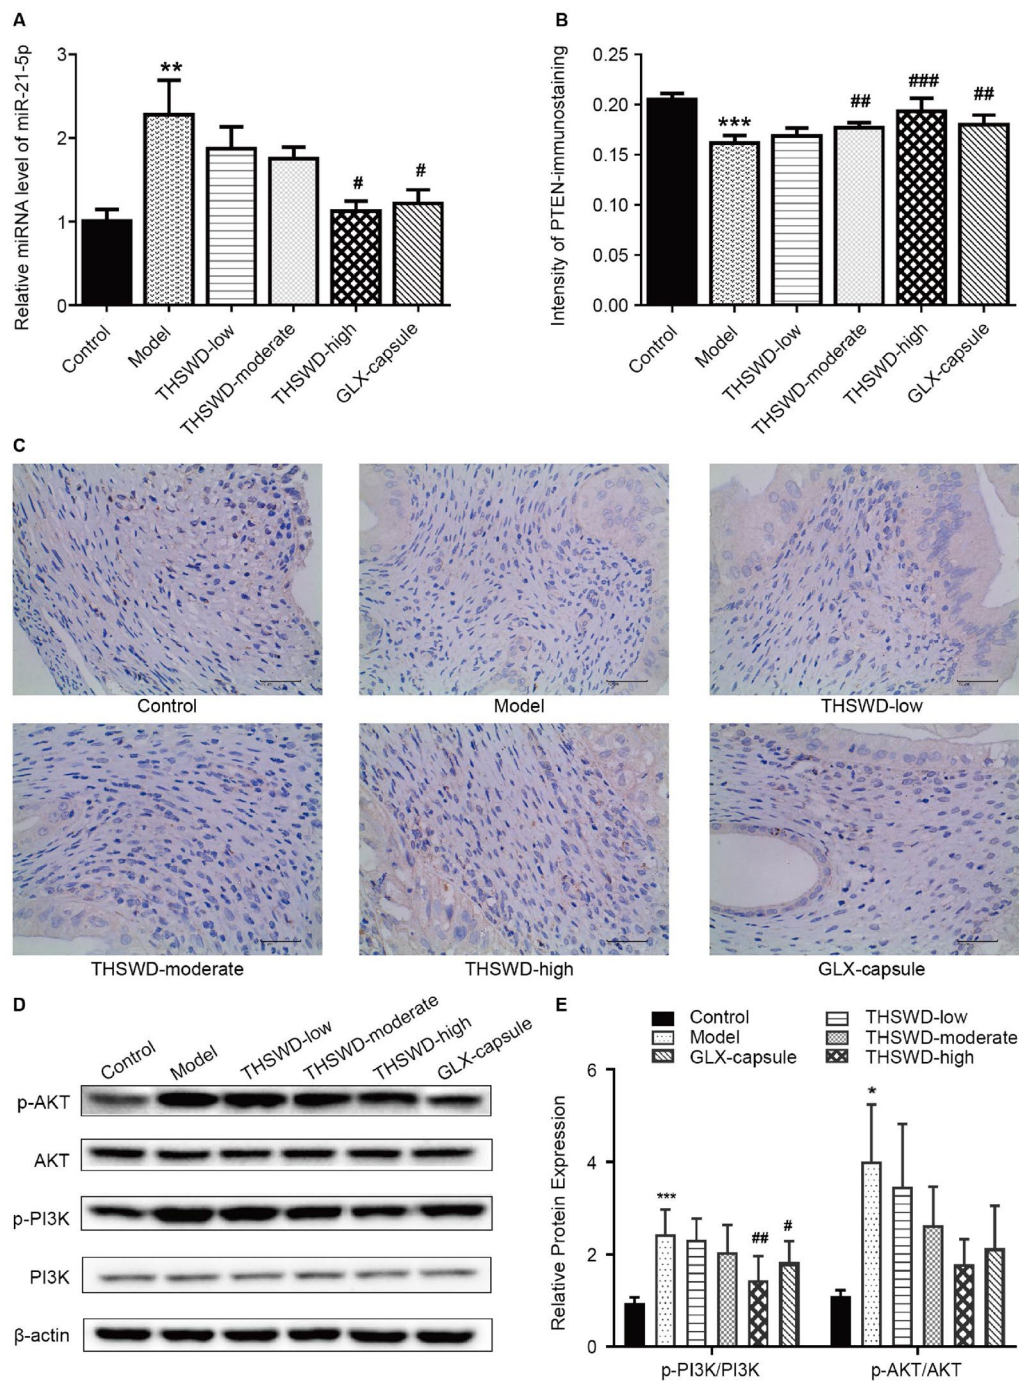 A
Relative miRNA level of miR-21-5p
3
2
1
0
**
#
#
Control
Model
THSWD-low
THSWD-moderate
THSWD-high
GLX-capsule
B
Intensity of PTEN-immunostaining
0.25
0.20
0.15
0.10
0.05
0.00
***
##
###
##
Control
Model
THSWD-low
THSWD-moderate
THSWD-high
GLX-capsule
C
Control
Model
THSWD-low
THSWD-moderate
THSWD-high
GLX-capsule
D
Control
Model
THSWD-low
THSWD-moderate
THSWD-high
GLX-capsule
p-AKT
AKT
p-PI3K
PI3K
β-actin
E
Control
Model
GLX-capsule
THSWD-low
THSWD-moderate
THSWD-high
Relative Protein Expression
6
4
2
0
***
##
#
*
p-PI3K/PI3K
p-AKT/AKT